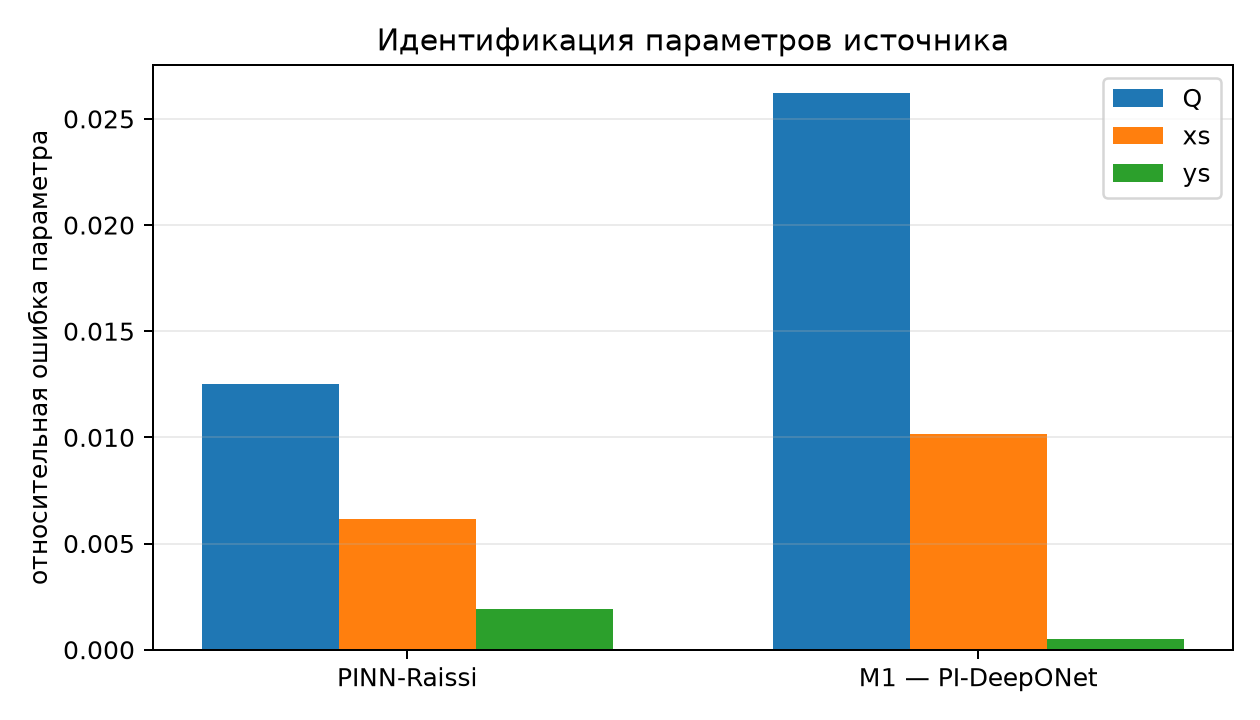 Идентификация параметров источника
относительная ошибка параметра
0.025
0.020
0.015
0.010
0.005
0.000
Q
xs
ys
PINN-Raissi
M1 — PI-DeepONet